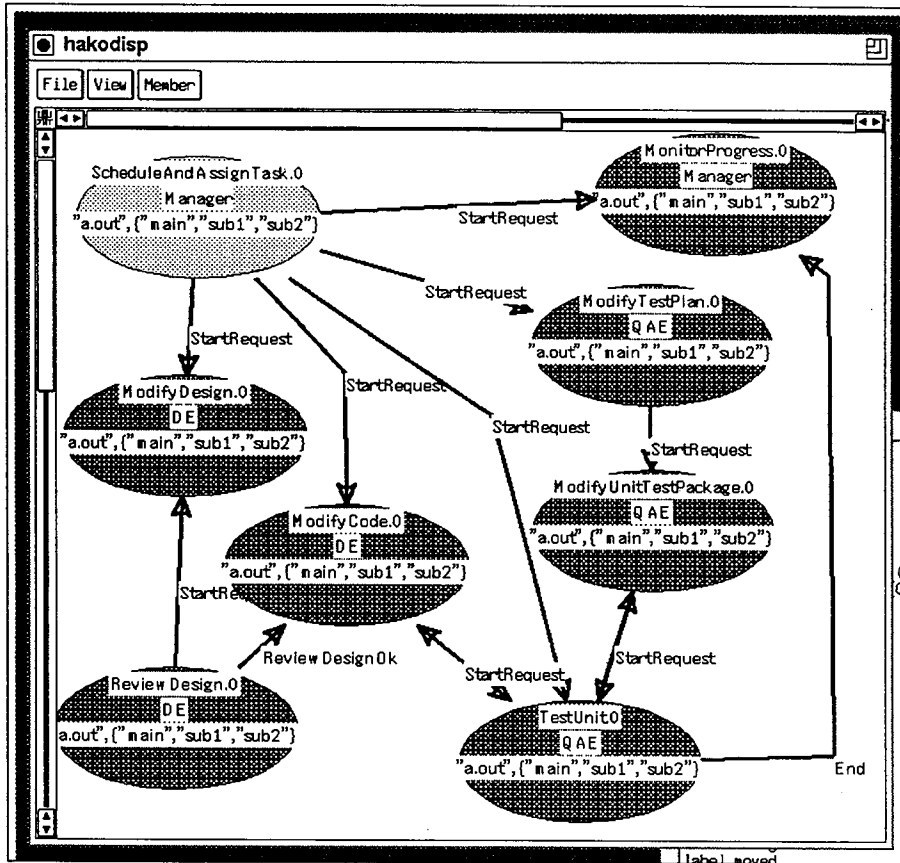 hakodisp
File View Member
ScheduleAndAssignTask.0
Manager
"a.out",{"main","sub1","sub2"}
MonitorProgress.0
Manager
"a.out",{"main","sub1","sub2"}
StartRequest
StartRequest
ModifyTestPlan.0
QAE
"a.out",{"main","sub1","sub2"}
StartRequest
ModifyDesign.0
DE
"a.out",{"main","sub1","sub2"}
StartRequest
StartRequest
StartRequest
ModifyUnitTestPackage.0
QAE
"a.out",{"main","sub1","sub2"}
ModifyCode.0
DE
"a.out",{"main","sub1","sub2"}
StartReq
ReviewDesignOk
StartRequest
StartRequest
ReviewDesign.0
DE
a.out",{"main","sub1","sub2"}
TestUnit0
QAE
"a.out",{"main","sub1","sub2"}
End
label moved